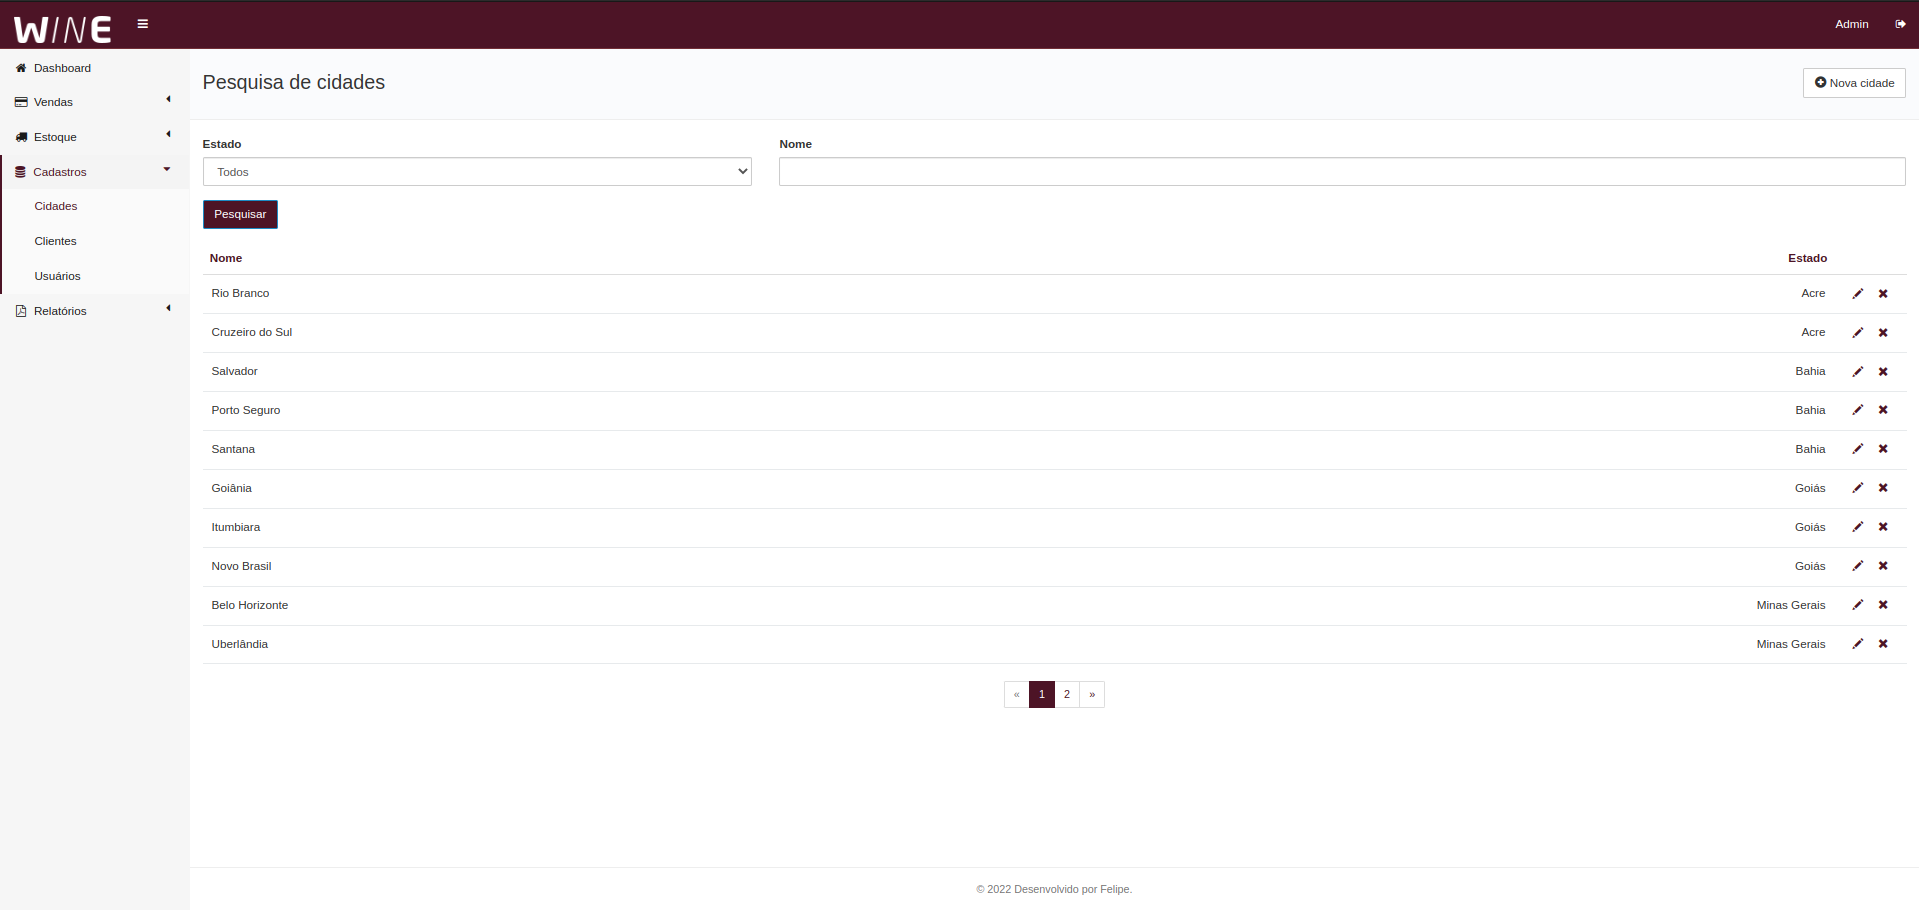 WINE
Admin
Dashboard
Vendas
Estoque
Cadastros
Cidades
Clientes
Usuários
Relatórios
Pesquisa de cidades
Nova cidade
Estado Nome
Todos
Pesquisar
Nome Estado
Rio Branco Acre
Cruzeiro do Sul Acre
Salvador Bahia
Porto Seguro Bahia
Santana Bahia
Goiânia Goiás
Itumbiara Goiás
Novo Brasil Goiás
Belo Horizonte Minas Gerais
Uberlândia Minas Gerais
« 1 2 »
© 2022 Desenvolvido por Felipe.